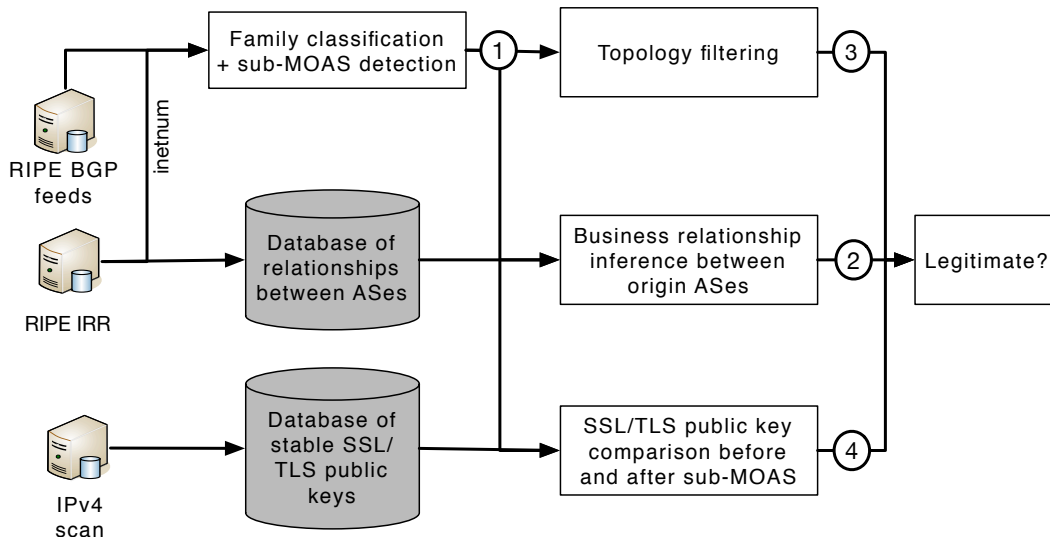 Family classification
+ sub-MOAS detection
1
Topology filtering
3
RIPE BGP
feeds
inetnum
RIPE IRR
Database of
relationships
between ASes
Business relationship
inference between
origin ASes
2
Legitimate?
IPv4
scan
Database of
stable SSL/
TLS public
keys
SSL/TLS public key
comparison before
and after sub-MOAS
4